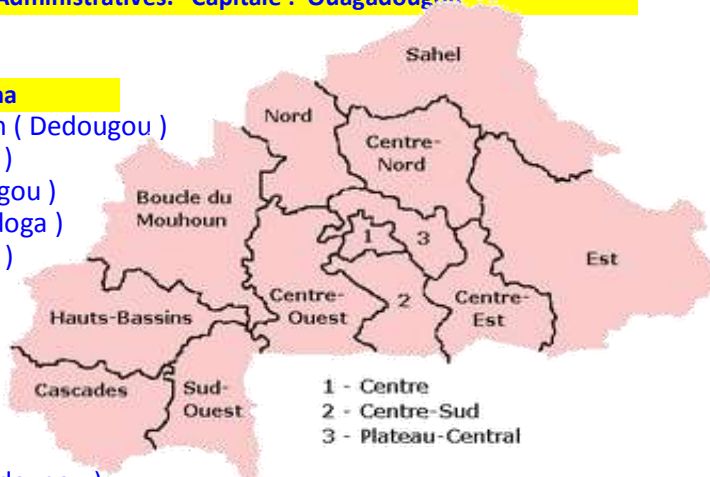 Administratives. Capitale : Ouagadougou
na
n ( Dedougou )
)
gou )
loga )
)
Sahel
Nord
Centre-
Nord
Boucle du
Mouhoun
1
3
Est
Centre-
Ouest
2
Centre-
Est
Hauts-Bassins
Cascades
Sud-
Ouest
1 - Centre
2 - Centre-Sud
3 - Plateau-Central